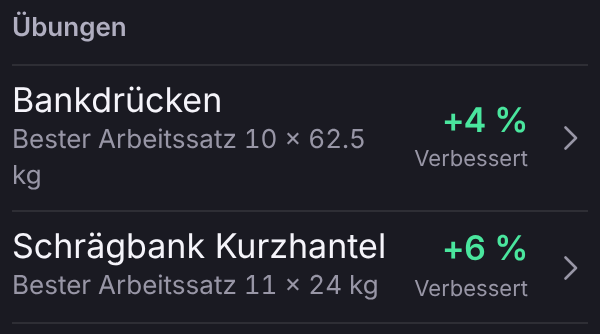 Übungen
Bankdrücken
Bester Arbeitssatz 10 × 62.5
kg
+4 %
Verbessert
Schrägbank Kurzhantel
Bester Arbeitssatz 11 × 24 kg
+6 %
Verbessert